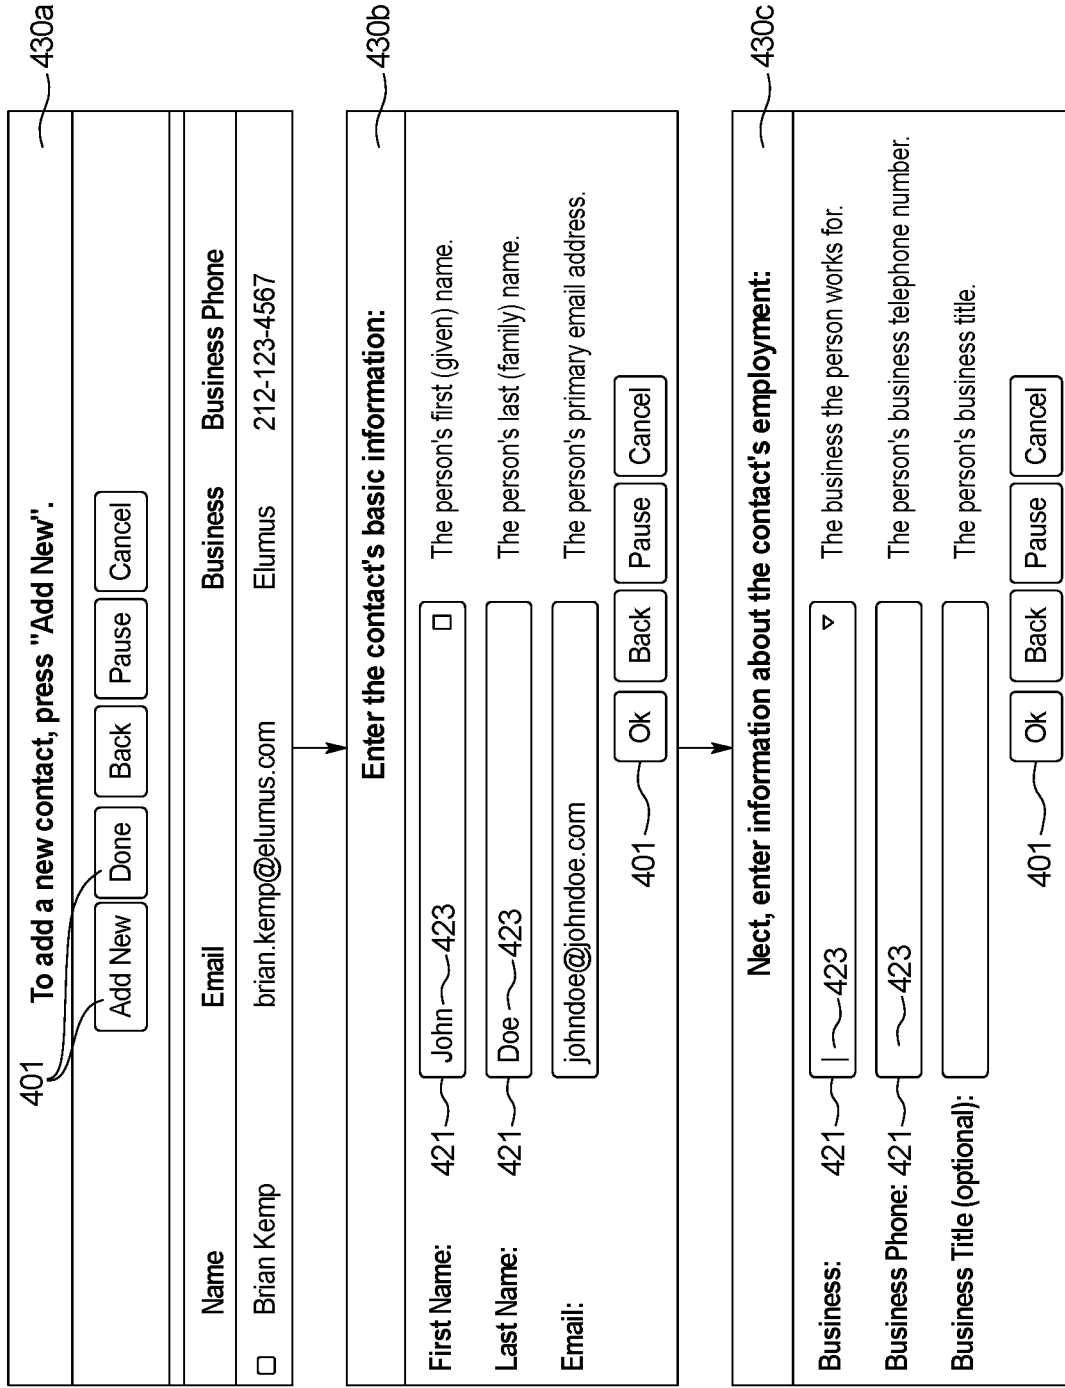 430a
To add a new contact, press "Add New".
401
Add New Done Back Pause Cancel
Name Email Business Business Phone
Brian Kemp brian.kemp@elumus.com Elumus 212-123-4567
430b
Enter the contact's basic information:
First Name: 421 John 423 The person's first (given) name.
Last Name: 421 Doe 423 The person's last (family) name.
Email: johndoe@johndoe.com The person's primary email address.
401 Ok Back Pause Cancel
430c
Nect, enter information about the contact's employment:
Business: 421 423 The business the person works for.
Business Phone: 421 423 The person's business telephone number.
Business Title (optional): The person's business title.
401 Ok Back Pause Cancel